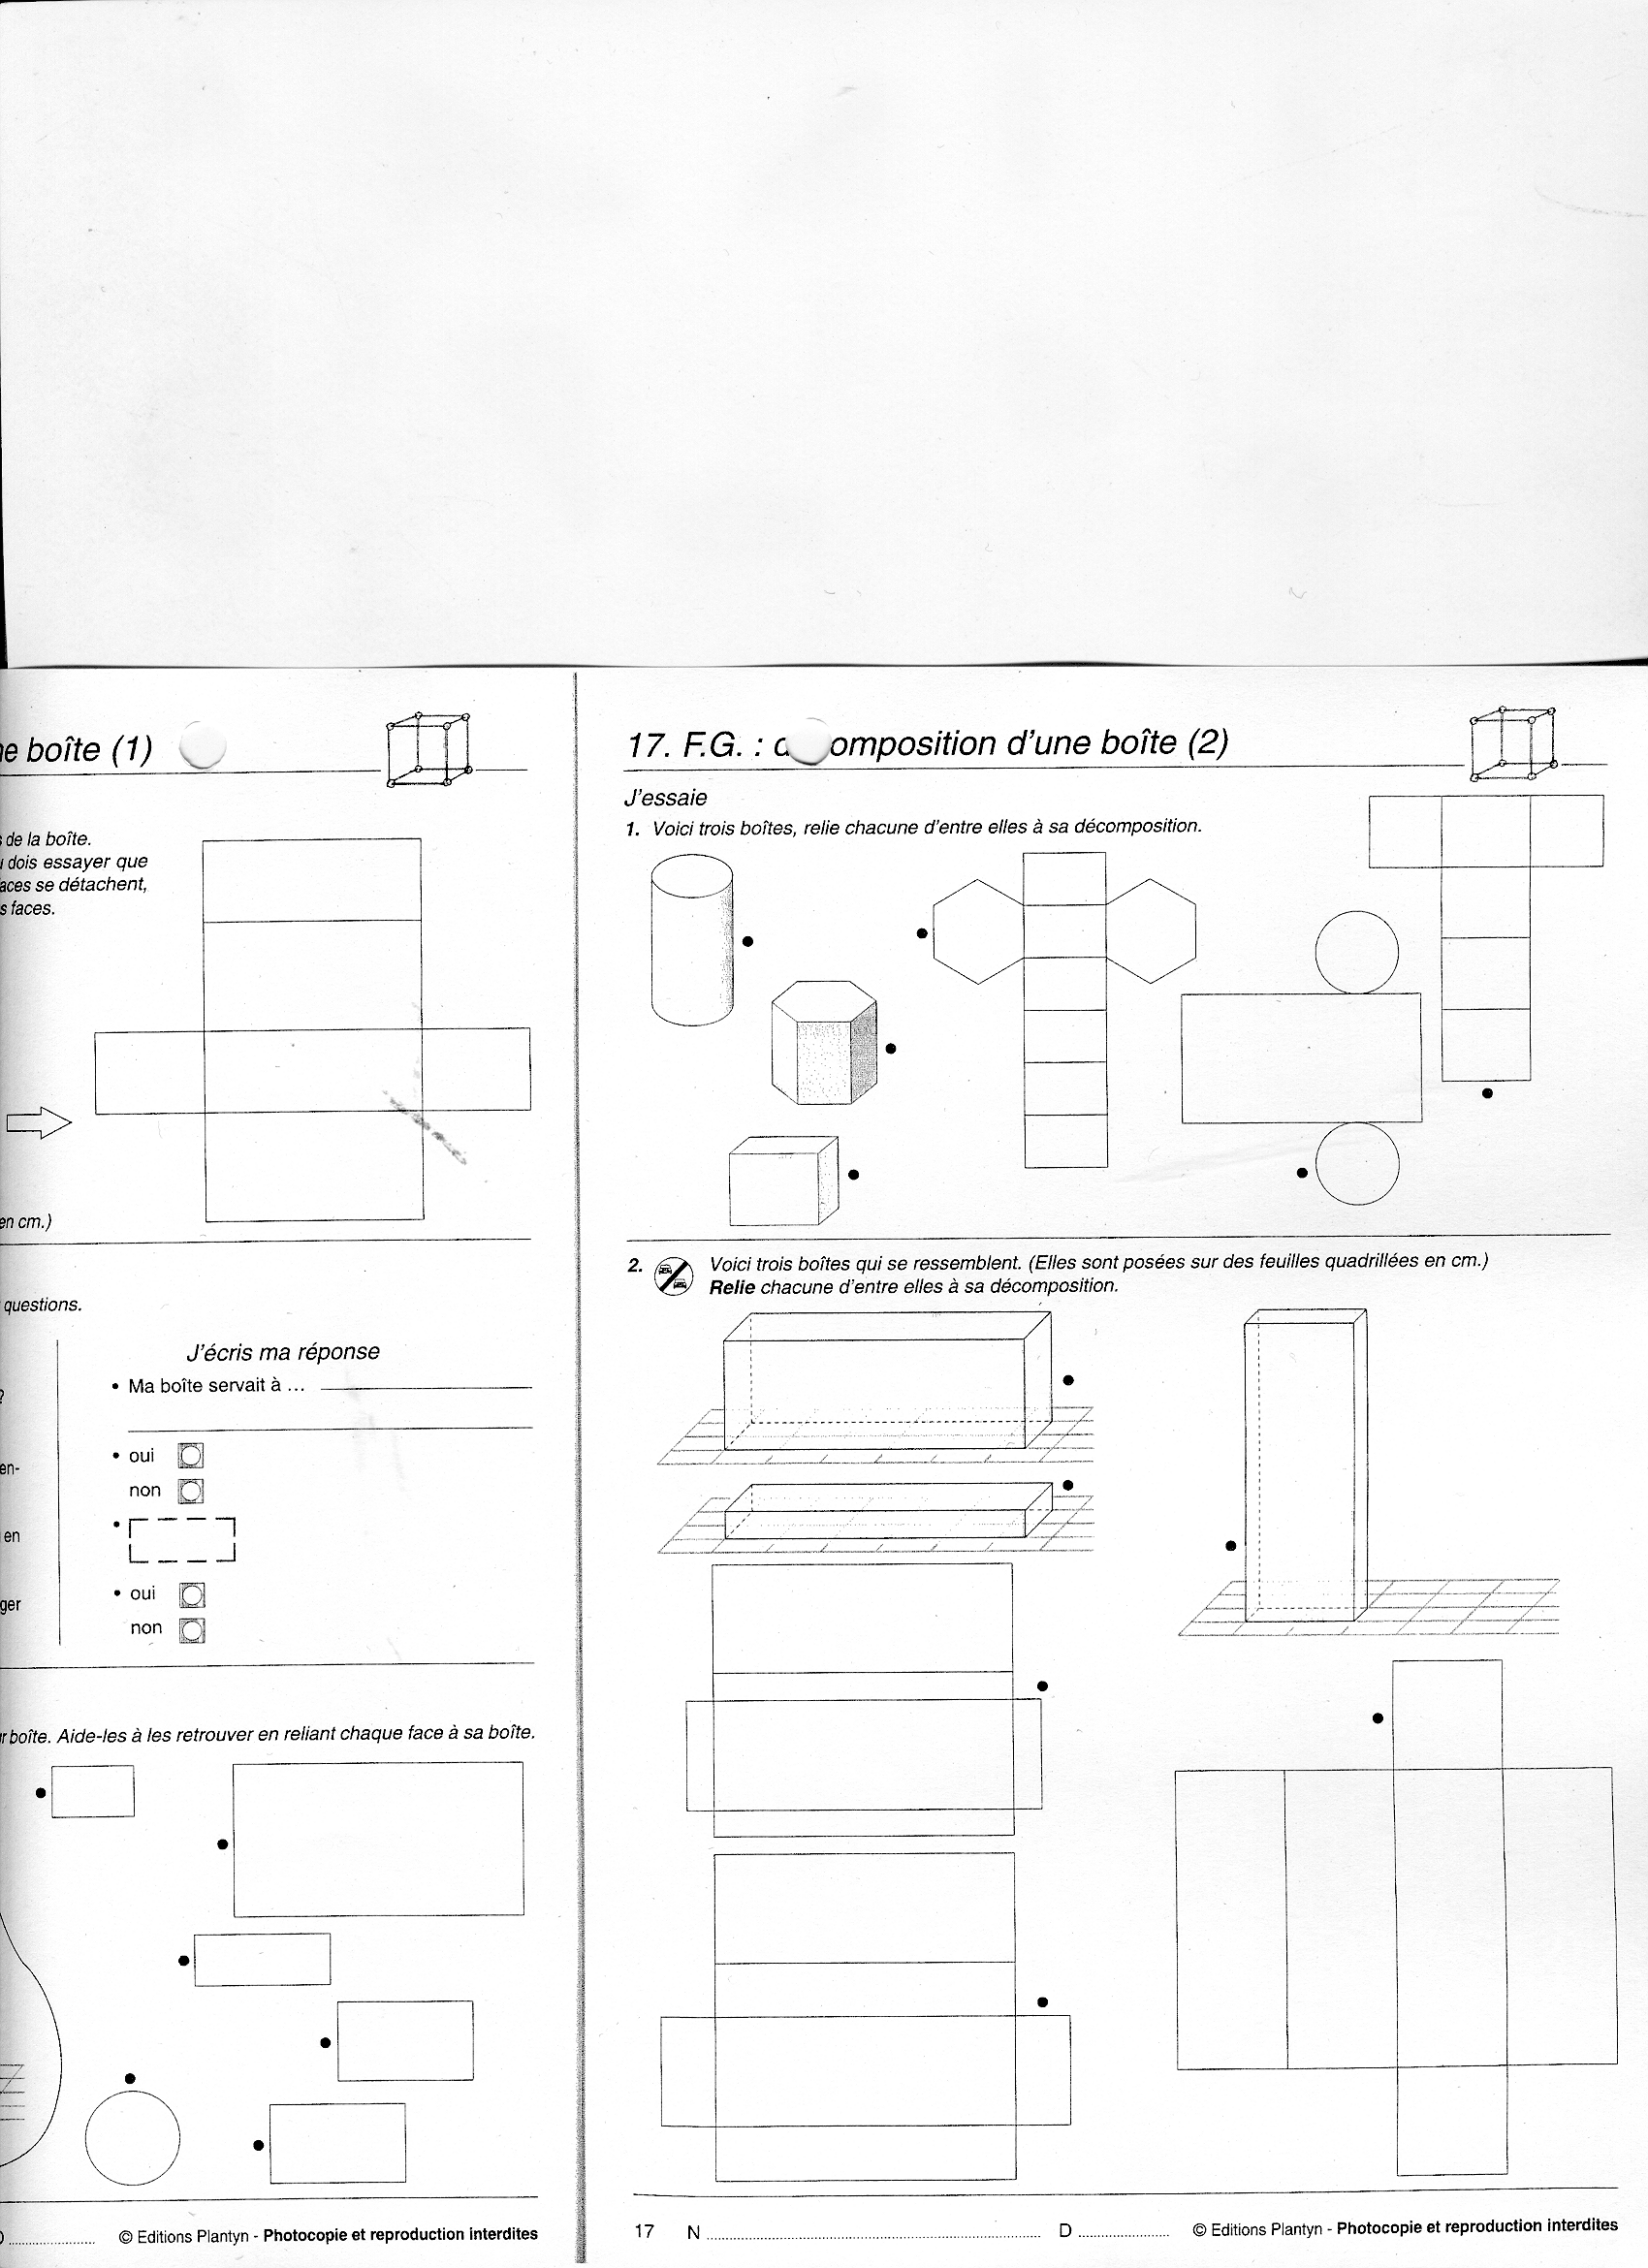 boîte (1)
de la boîte.
dois essayer que
aces se détachent,
s faces.
en cm.)
questions.
J'écris ma réponse
• Ma boîte servait à ...
?
• oui
non
en-
en
• oui
non
ger
boîte. Aide-les à les retrouver en reliant chaque face à sa boîte.
© Editions Plantyn - Photocopie et reproduction interdites
17. F.G. : d omposition d'une boîte (2)
J'essaie
1. Voici trois boîtes, relie chacune d'entre elles à sa décomposition.
2. Voici trois boîtes qui se ressemblent. (Elles sont posées sur des feuilles quadrillées en cm.)
Relie chacune d'entre elles à sa décomposition.
17 N ........ D ........ © Editions Plantyn - Photocopie et reproduction interdites